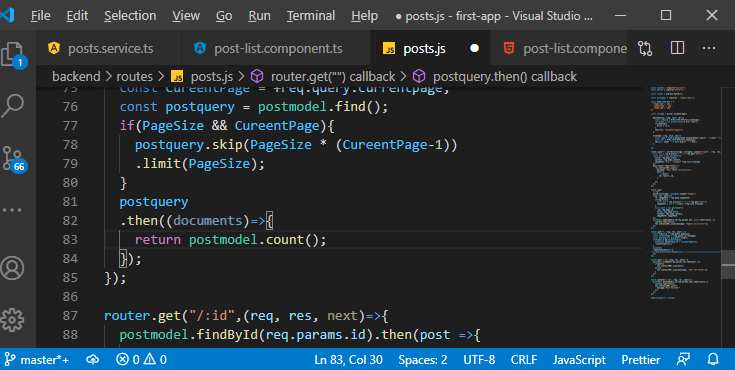 File Edit Selection View Go Run Terminal ... ● posts.js - first-app - Visual Studio ...
posts.service.ts post-list.component.ts JS posts.js ● post-list.component
backend > routes > JS posts.js > router.get("") callback > postquery.then() callback
75 const CureentPage = +req.query.currentpage;
76 const postquery = postmodel.find();
77 if(PageSize && CureentPage){
78 postquery.skip(PageSize * (CureentPage-1))
79 .limit(PageSize);
80 }
81 postquery
82 .then((documents)=>{
83 return postmodel.count();
84 });
85 });
86
87 router.get("/:id",(req, res, next)=>{
88 postmodel.findById(req.params.id).then(post =>{
1
66
master*+ 0 0 Ln 83, Col 30 Spaces: 2 UTF-8 CRLF JavaScript Prettier